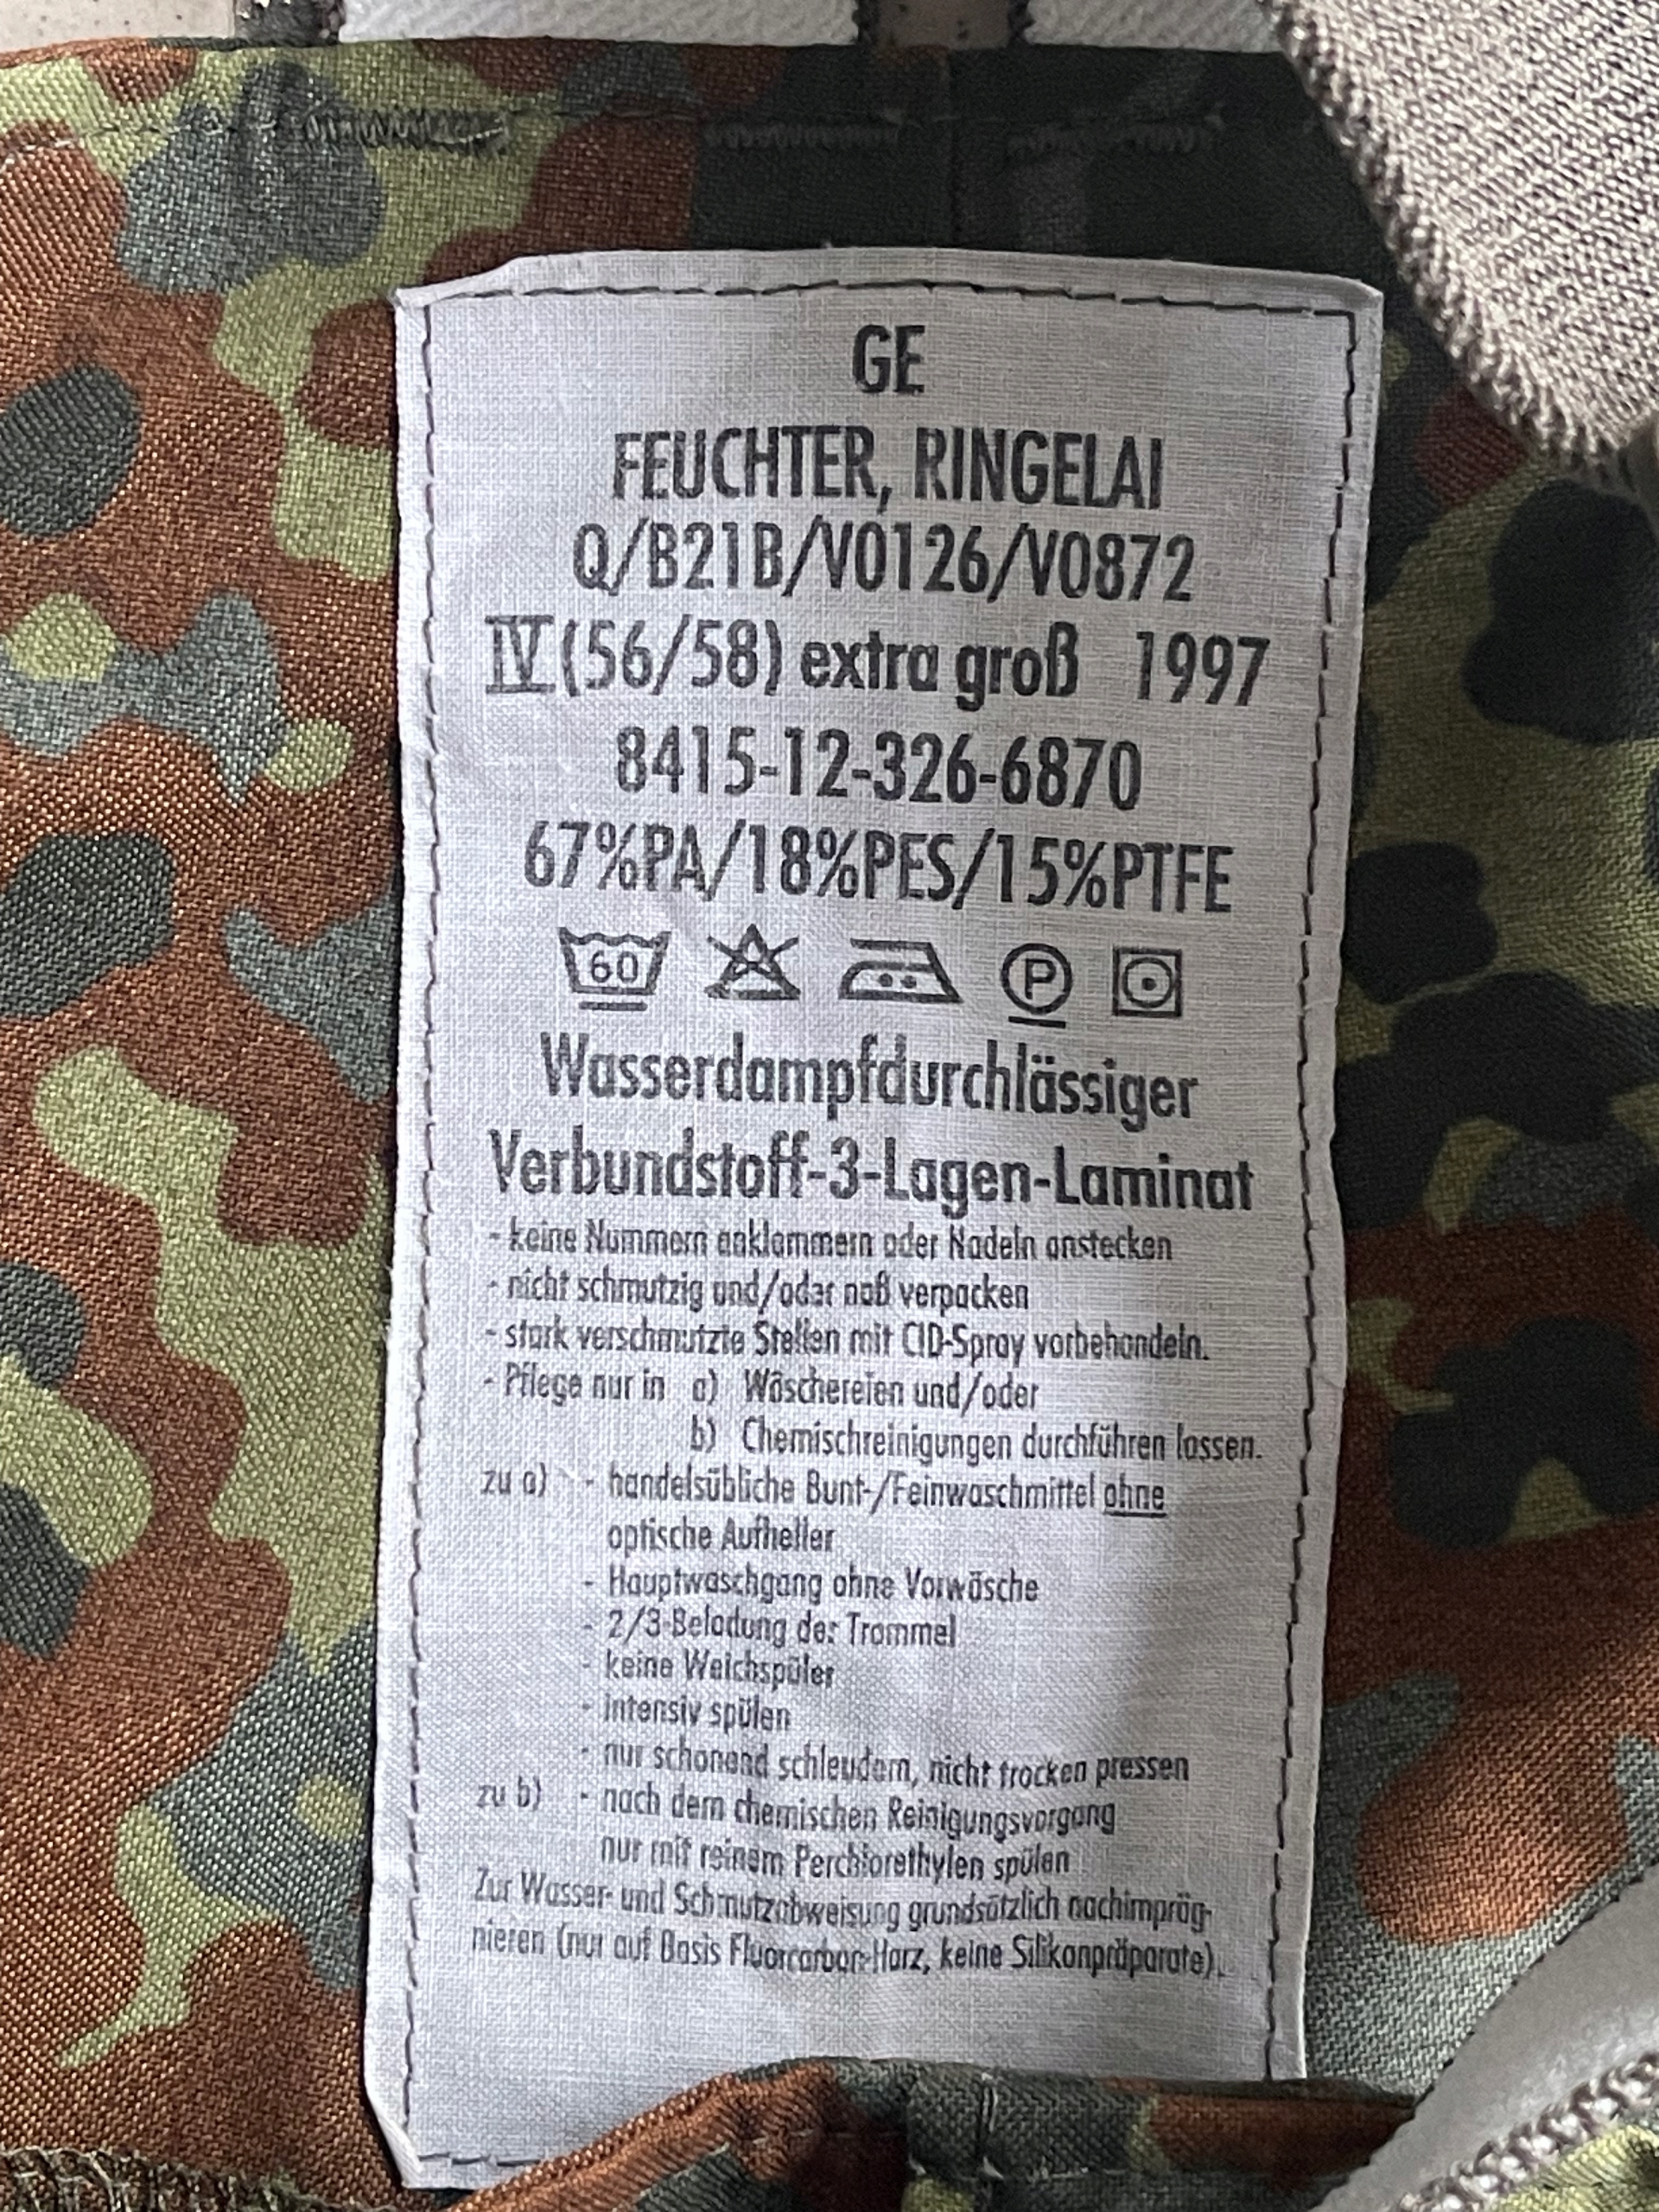 GE
FEUCHTER, RINGELAI
Q/B21B/V0126/V0872
IV(56/58) extra groß 1997
8415-12-326-6870
67%PA/18%PES/15%PTFE
60 P
Wasserdampfdurchlässiger
Verbundstoff-3-Lagen-Laminat
- keine Nummern anklammern oder Nadeln anstecken
- nicht schmutzig und/oder naß verpacken
- stark verschmutzte Stellen mit CID-Spray vorbehandeln.
- Pflege nur in a) Wäschereien und/oder
b) Chemischreinigungen durchführen lassen.
zu a) - handelsübliche Bunt-/Feinwaschmittel ohne
optische Aufheller
- Hauptwaschgang ohne Vorwäsche
- 2/3-Beladung der Trommel
- keine Weichspüler
- intensiv spülen
- nur schonend schleudern, nicht trocken pressen
zu b) - nach dem chemischen Reinigungsvorgang
nur mit reinem Perchlorethylen spülen
Zur Wasser- und Schmutzabweisung grundsätzlich nachimpräg-
nieren (nur auf Basis Fluorcarbon-Harz, keine Silikonpräparate).